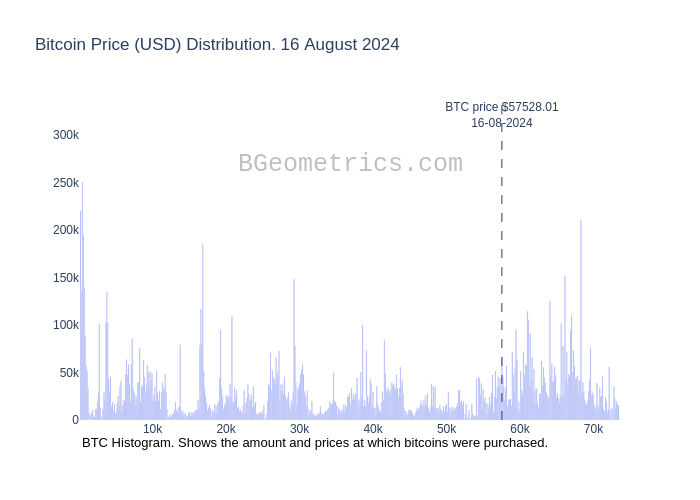 Bitcoin Price (USD) Distribution. 16 August 2024
BTC price $57528.01
16-08-2024
BGeometrics.com
300k
250k
200k
150k
100k
50k
0
10k 20k 30k 40k 50k 60k 70k
BTC Histogram. Shows the amount and prices at which bitcoins were purchased.